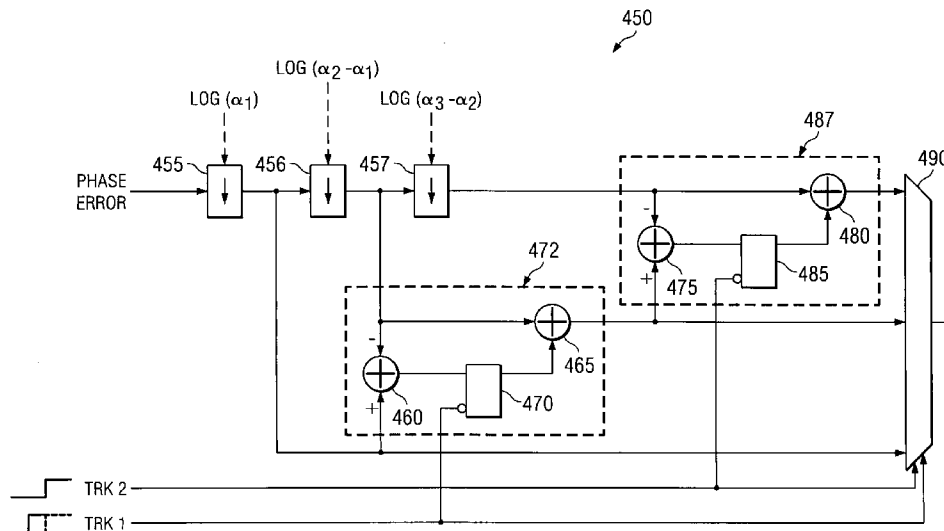 450
LOG (α2-α1)
LOG (α1)
LOG (α3-α2)
487
455
456
457
490
PHASE
ERROR
-
480
472
475
485
+
-
465
460
470
+
TRK 2
TRK 1